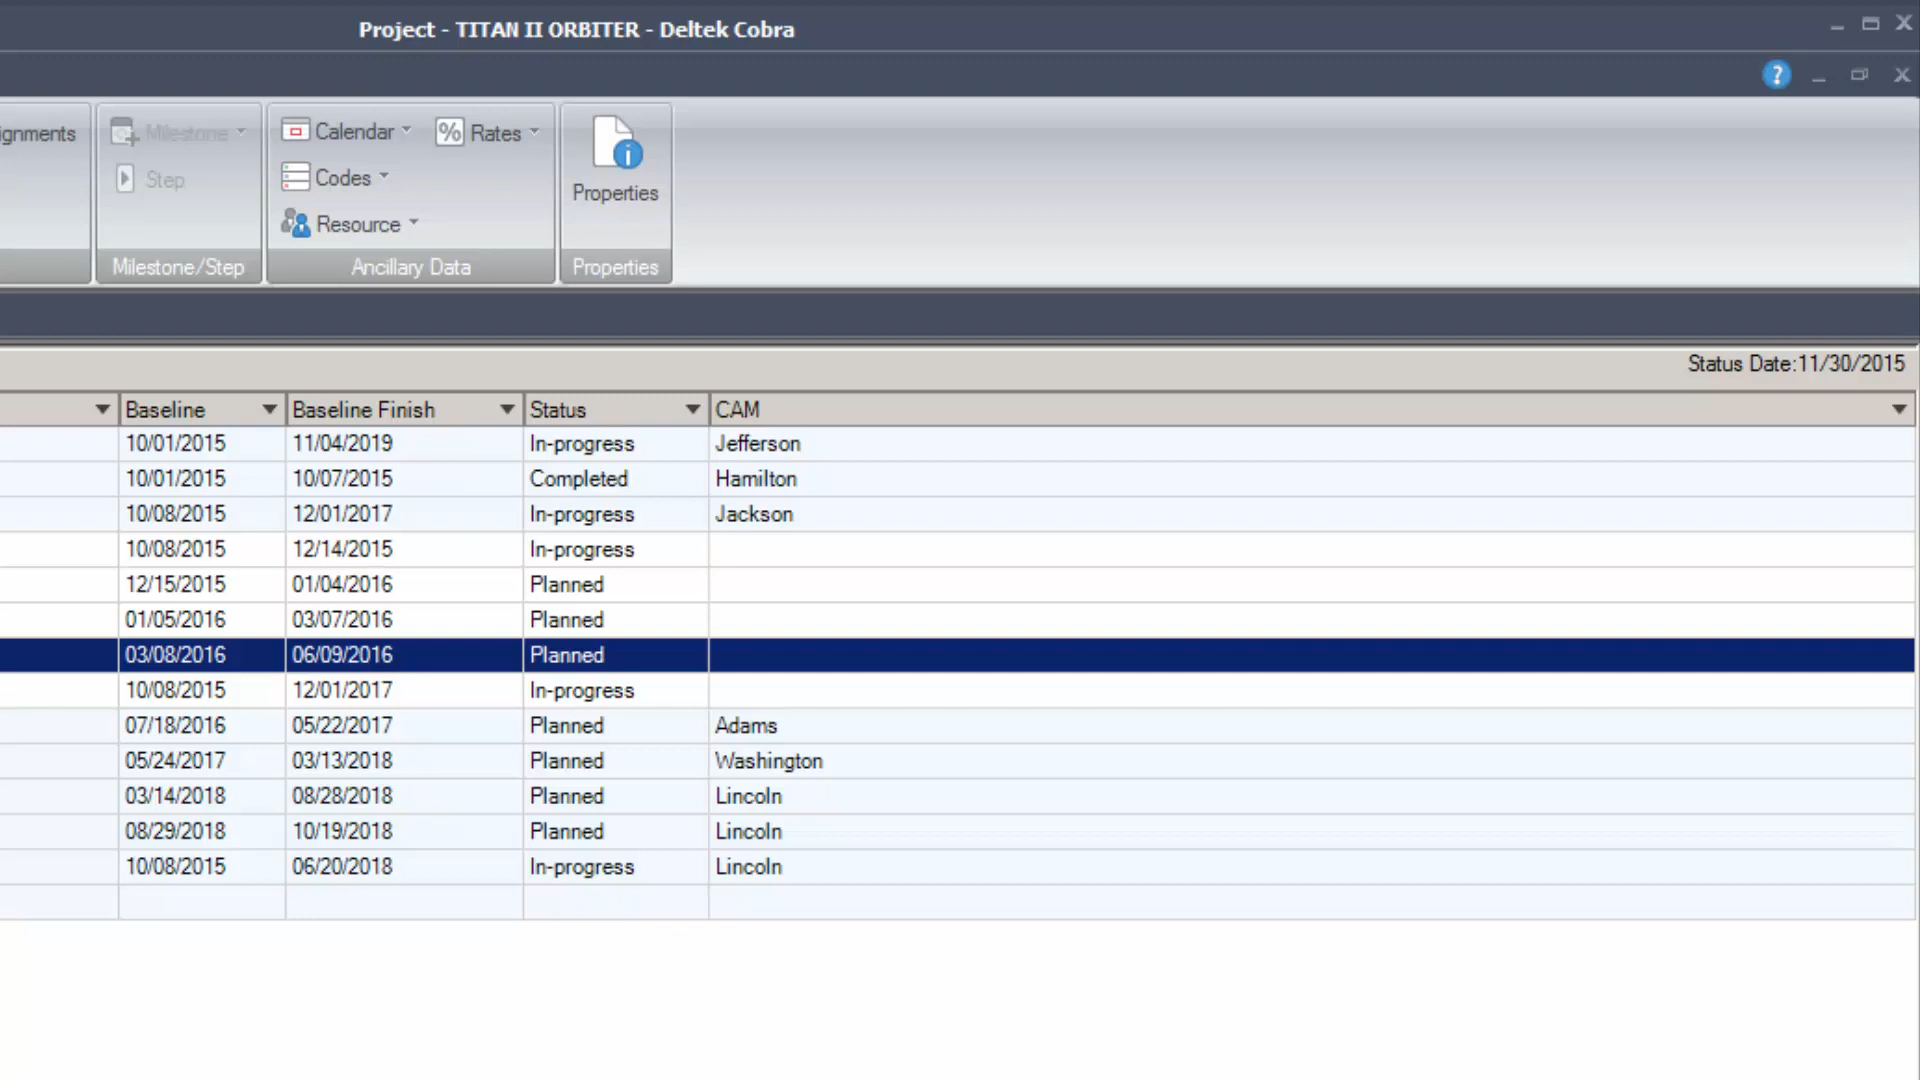 Project - TITAN II ORBITER - Deltek Cobra
?
ignments
Milestone
Step
Milestone/Step
Calendar
% Rates
Codes
Resource
Ancillary Data
Properties
Properties
Status Date:11/30/2015
Baseline Baseline Finish Status CAM
10/01/2015 11/04/2019 In-progress Jefferson
10/01/2015 10/07/2015 Completed Hamilton
10/08/2015 12/01/2017 In-progress Jackson
10/08/2015 12/14/2015 In-progress
12/15/2015 01/04/2016 Planned
01/05/2016 03/07/2016 Planned
03/08/2016 06/09/2016 Planned
10/08/2015 12/01/2017 In-progress
07/18/2016 05/22/2017 Planned Adams
05/24/2017 03/13/2018 Planned Washington
03/14/2018 08/28/2018 Planned Lincoln
08/29/2018 10/19/2018 Planned Lincoln
10/08/2015 06/20/2018 In-progress Lincoln